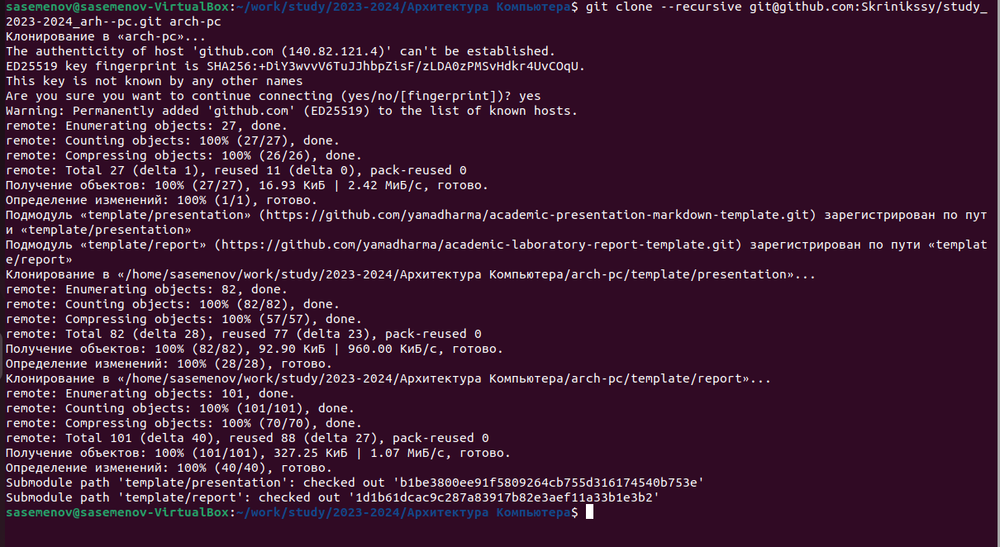 sasemenov@sasemenov-VirtualBox:~/work/study/2023-2024/Архитектура Компьютера$ git clone --recursive git@github.com:Skrinikssy/study_
2023-2024_arh--pc.git arch-pc
Клонирование в «arch-pc»...
The authenticity of host 'github.com (140.82.121.4)' can't be established.
ED25519 key fingerprint is SHA256:+DiY3wvvV6TuJJhbpZisF/zLDA0zPMSvHdkr4UvCOqU.
This key is not known by any other names
Are you sure you want to continue connecting (yes/no/[fingerprint])? yes
Warning: Permanently added 'github.com' (ED25519) to the list of known hosts.
remote: Enumerating objects: 27, done.
remote: Counting objects: 100% (27/27), done.
remote: Compressing objects: 100% (26/26), done.
remote: Total 27 (delta 1), reused 11 (delta 0), pack-reused 0
Получение объектов: 100% (27/27), 16.93 КиБ | 2.42 МиБ/с, готово.
Определение изменений: 100% (1/1), готово.
Подмодуль «template/presentation» (https://github.com/yamadharma/academic-presentation-markdown-template.git) зарегистрирован по пут
и «template/presentation»
Подмодуль «template/report» (https://github.com/yamadharma/academic-laboratory-report-template.git) зарегистрирован по пути «templat
e/report»
Клонирование в «/home/sasemenov/work/study/2023-2024/Архитектура Компьютера/arch-pc/template/presentation»...
remote: Enumerating objects: 82, done.
remote: Counting objects: 100% (82/82), done.
remote: Compressing objects: 100% (57/57), done.
remote: Total 82 (delta 28), reused 77 (delta 23), pack-reused 0
Получение объектов: 100% (82/82), 92.90 КиБ | 960.00 КиБ/с, готово.
Определение изменений: 100% (28/28), готово.
Клонирование в «/home/sasemenov/work/study/2023-2024/Архитектура Компьютера/arch-pc/template/report»...
remote: Enumerating objects: 101, done.
remote: Counting objects: 100% (101/101), done.
remote: Compressing objects: 100% (70/70), done.
remote: Total 101 (delta 40), reused 88 (delta 27), pack-reused 0
Получение объектов: 100% (101/101), 327.25 КиБ | 1.07 МиБ/с, готово.
Определение изменений: 100% (40/40), готово.
Submodule path 'template/presentation': checked out 'b1be3800ee91f5809264cb755d316174540b753e'
Submodule path 'template/report': checked out '1d1b61dcac9c287a83917b82e3aef11a33b1e3b2'
sasemenov@sasemenov-VirtualBox:~/work/study/2023-2024/Архитектура Компьютера$